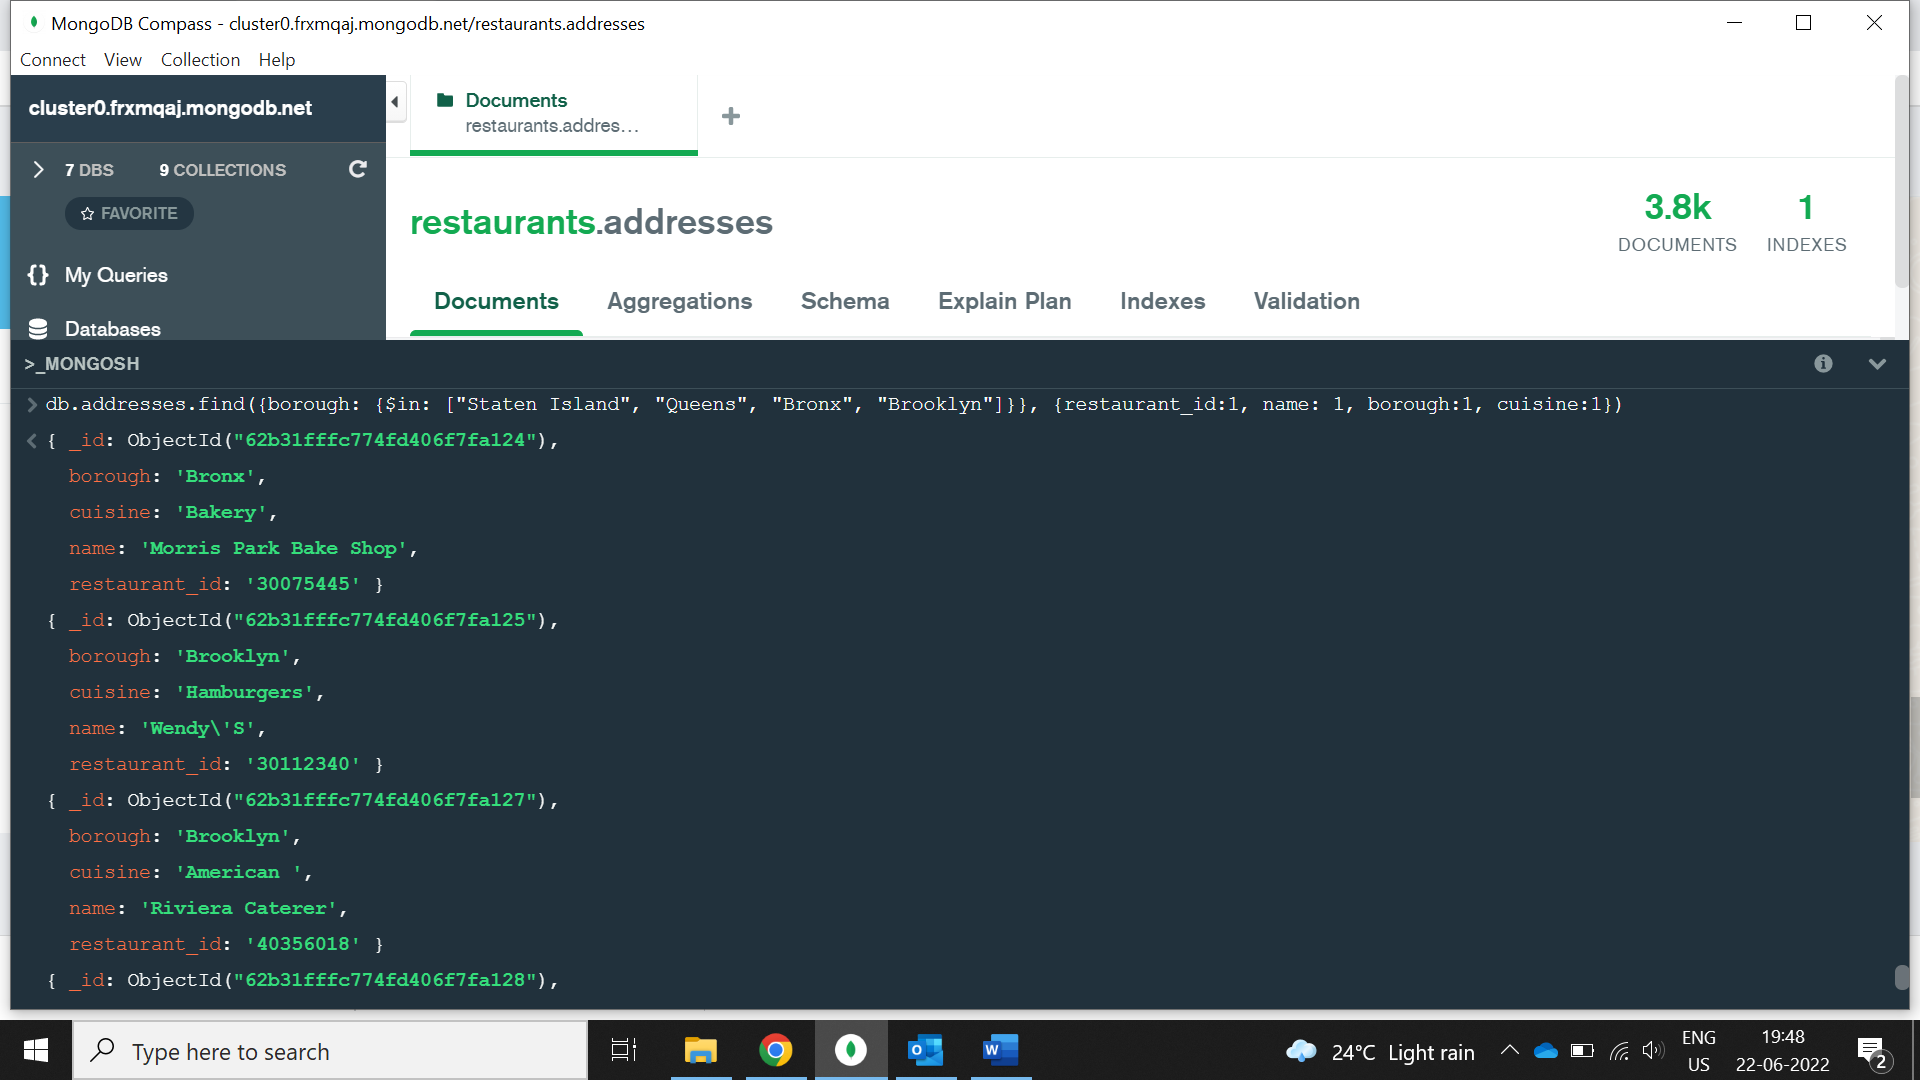 MongoDB Compass - cluster0.frxmqaj.mongodb.net/restaurants.addresses
Connect View Collection Help
cluster0.frxmqaj.mongodb.net
Documents
restaurants.addres...
7 DBS 9 COLLECTIONS
FAVORITE
restaurants.addresses
3.8k
DOCUMENTS
1
INDEXES
{} My Queries
Databases
Documents Aggregations Schema Explain Plan Indexes Validation
>_MONGOSH
> db.addresses.find({borough: {$in: ["Staten Island", "Queens", "Bronx", "Brooklyn"]}}, {restaurant_id:1, name: 1, borough:1, cuisine:1})
< { _id: ObjectId("62b31fffc774fd406f7fa124"),
borough: 'Bronx',
cuisine: 'Bakery',
name: 'Morris Park Bake Shop',
restaurant_id: '30075445' }
{ _id: ObjectId("62b31fffc774fd406f7fa125"),
borough: 'Brooklyn',
cuisine: 'Hamburgers',
name: 'Wendy\'S',
restaurant_id: '30112340' }
{ _id: ObjectId("62b31fffc774fd406f7fa127"),
borough: 'Brooklyn',
cuisine: 'American ',
name: 'Riviera Caterer',
restaurant_id: '40356018' }
{ _id: ObjectId("62b31fffc774fd406f7fa128"),
Type here to search
24°C Light rain
ENG
US
19:48
22-06-2022
2